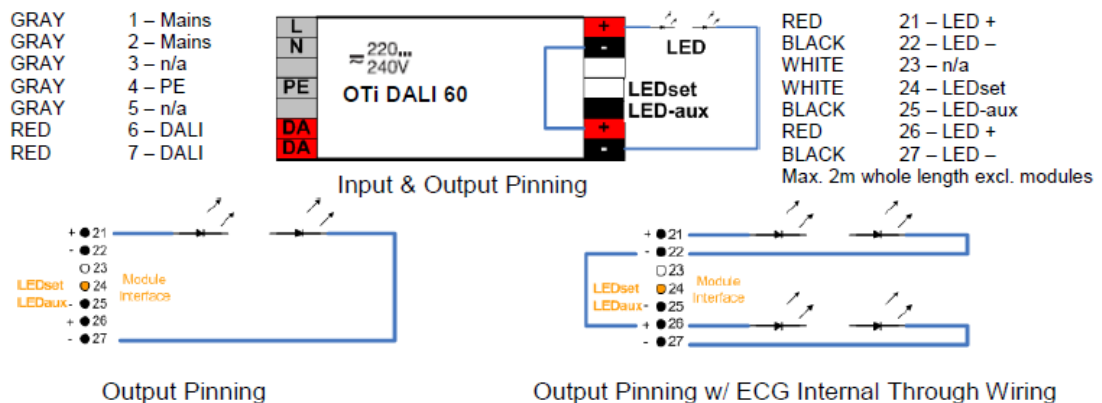 GRAY 1 – Mains
GRAY 2 – Mains
GRAY 3 – n/a
GRAY 4 – PE
GRAY 5 – n/a
RED 6 – DALI
RED 7 – DALI
L
N
PE
DA
DA
≂ 220...
240V
OTi DALI 60
+
-
LED
LEDset
LED-aux
+
-
RED 21 – LED +
BLACK 22 – LED –
WHITE 23 – n/a
WHITE 24 – LEDset
BLACK 25 – LED-aux
RED 26 – LED +
BLACK 27 – LED –
Max. 2m whole length excl. modules
Input & Output Pinning
+ 21
- 22
23
LEDset 24 Module
LEDaux - 25 Interface
+ 26
- 27
Output Pinning
+ 21
- 22
23
LEDset 24 Module
LEDaux - 25 Interface
+ 26
- 27
Output Pinning w/ ECG Internal Through Wiring